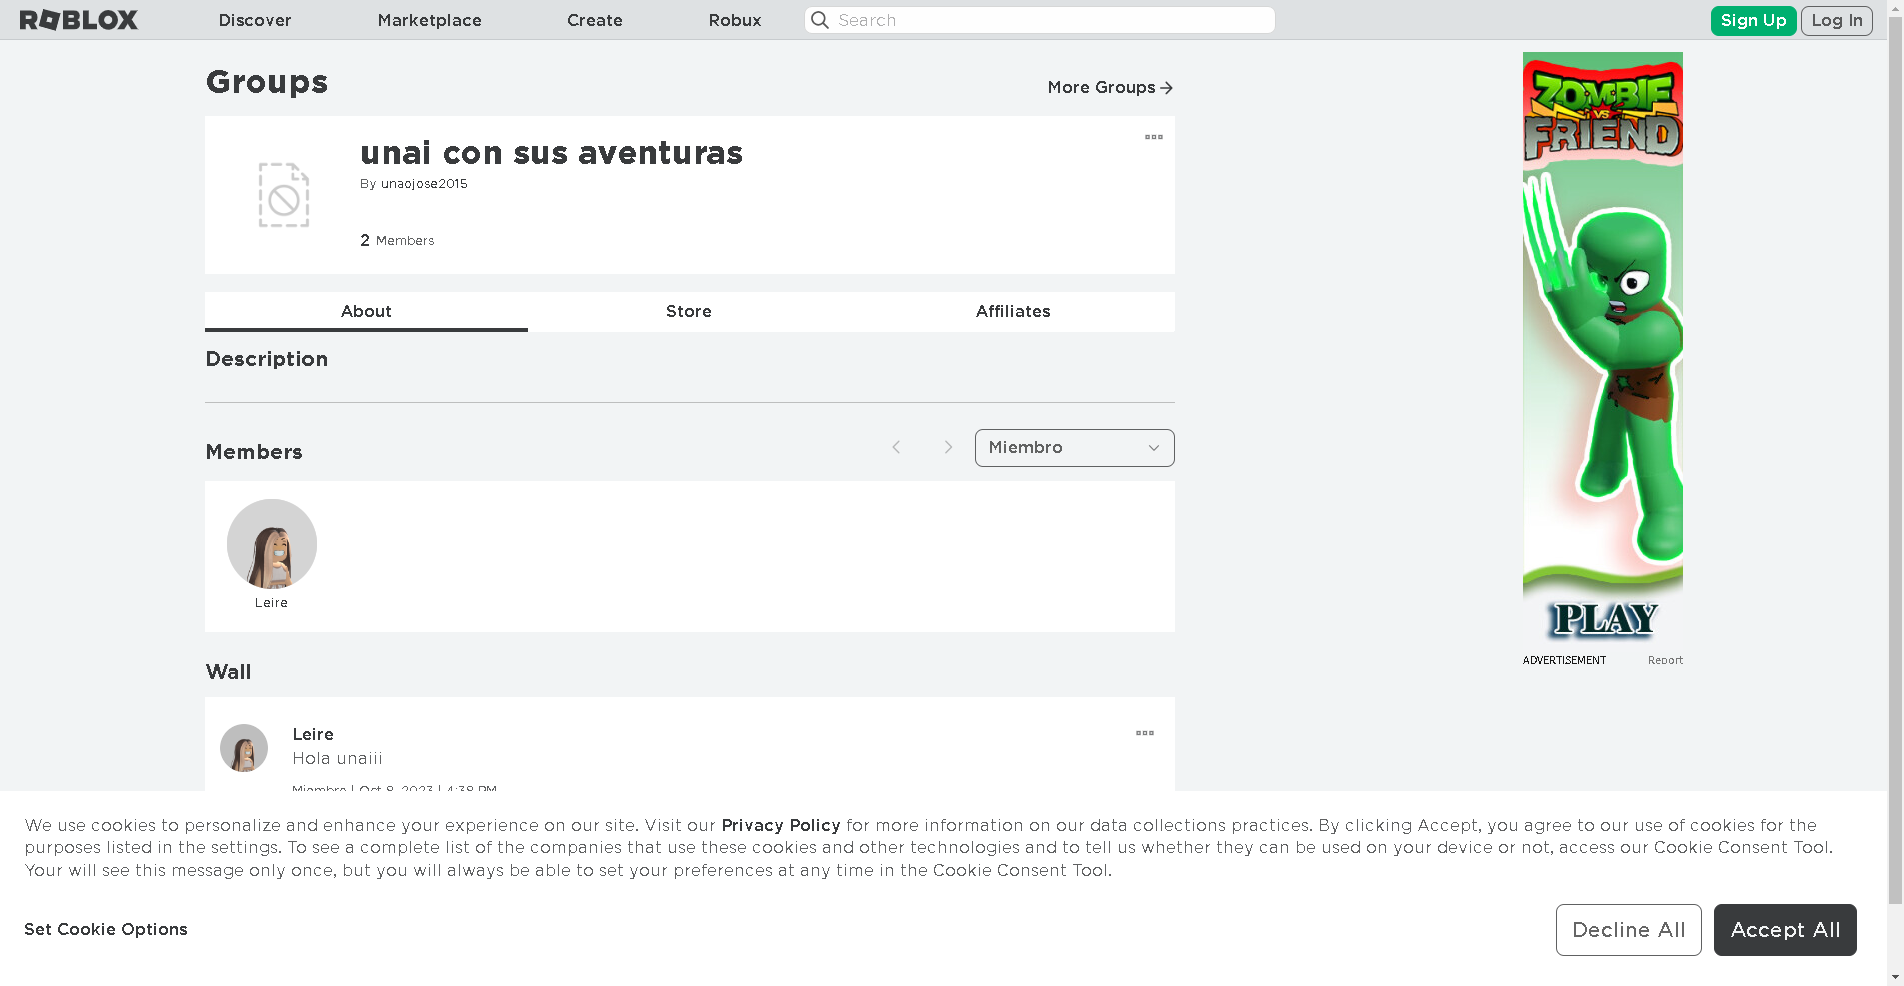 ROBLOX Discover Marketplace Create Robux Search Sign Up Log In
Groups
More Groups
unai con sus aventuras
By unaojose2015
2 Members
About Store Affiliates
Description
Members
Miembro
Leire
Wall
Leire
Hola unaiii
Miembro | Oct 8, 2023 | 4:38 PM
ZOMBIE
VS
FRIEND
PLAY
ADVERTISEMENT Report
We use cookies to personalize and enhance your experience on our site. Visit our Privacy Policy for more information on our data collections practices. By clicking Accept, you agree to our use of cookies for the
purposes listed in the settings. To see a complete list of the companies that use these cookies and other technologies and to tell us whether they can be used on your device or not, access our Cookie Consent Tool.
Your will see this message only once, but you will always be able to set your preferences at any time in the Cookie Consent Tool.
Set Cookie Options
Decline All Accept All